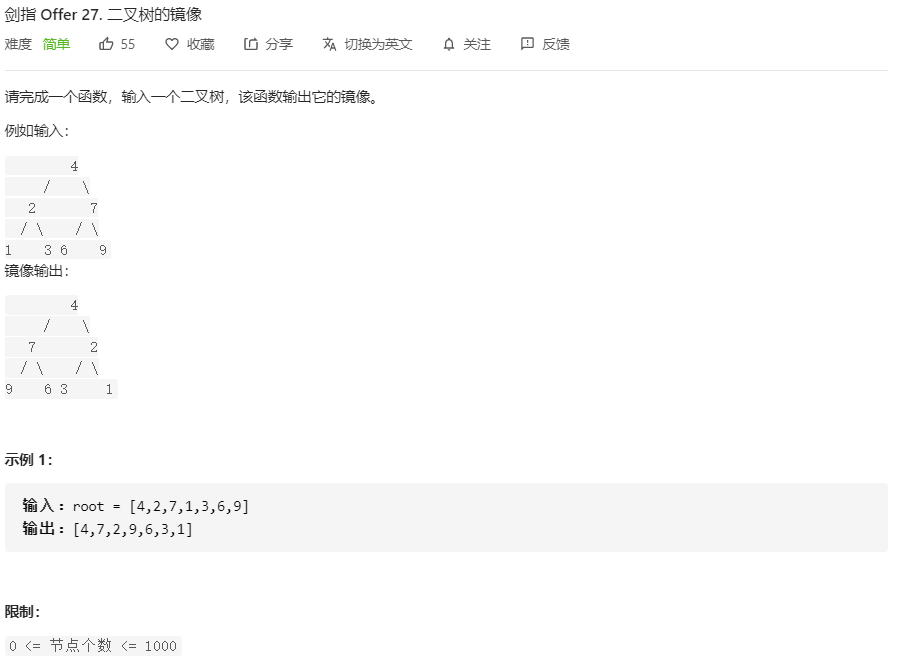 剑指 Offer 27. 二叉树的镜像
难度 简单 55 收藏 分享 切换为英文 关注 反馈
请完成一个函数，输入一个二叉树，该函数输出它的镜像。
例如输入：
4
/ \
2 7
/ \ / \
1 3 6 9
镜像输出：
4
/ \
7 2
/ \ / \
9 6 3 1
示例 1：
输入：root = [4,2,7,1,3,6,9]
输出：[4,7,2,9,6,3,1]
限制：
0 <= 节点个数 <= 1000